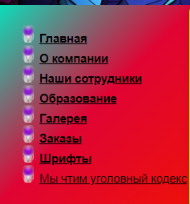 Главная
О компании
Наши сотрудники
Образование
Галерея
Заказы
Шрифты
Мы чтим уголовный кодекс